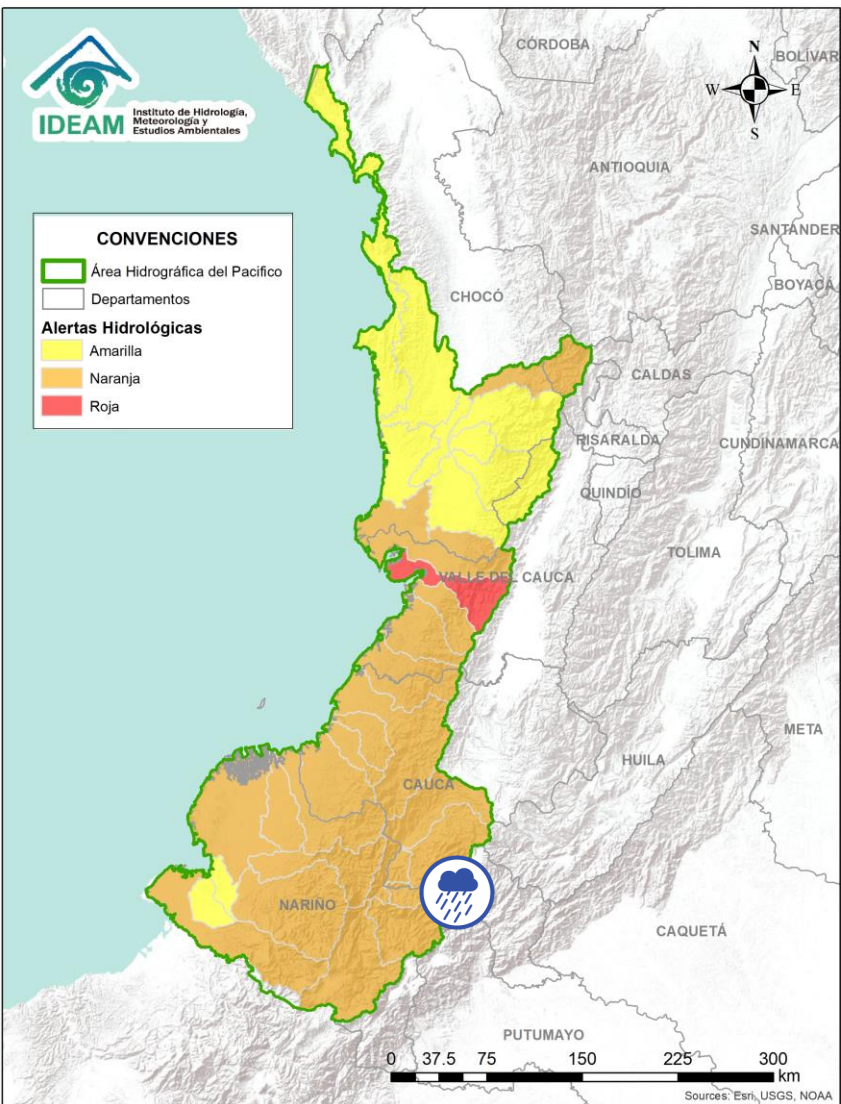 IDEAM
Instituto de Hidrología,
Meteorología y
Estudios Ambientales
N
W
E
S
CONVENCIONES
Área Hidrográfica del Pacifico
Departamentos
Alertas Hidrológicas
Amarilla
Naranja
Roja
CÓRDOBA
BOLÍVAR
ANTIOQUIA
SANTANDER
BOYACÁ
CHOCÓ
CALDAS
RISARALDA
CUNDINAMARCA
QUINDÍO
TOLIMA
VALLE DEL CAUCA
META
HUILA
CAUCA
NARIÑO
CAQUETÁ
PUTUMAYO
0 37.5 75 150 225 300
km
Sources: Esri, USGS, NOAA